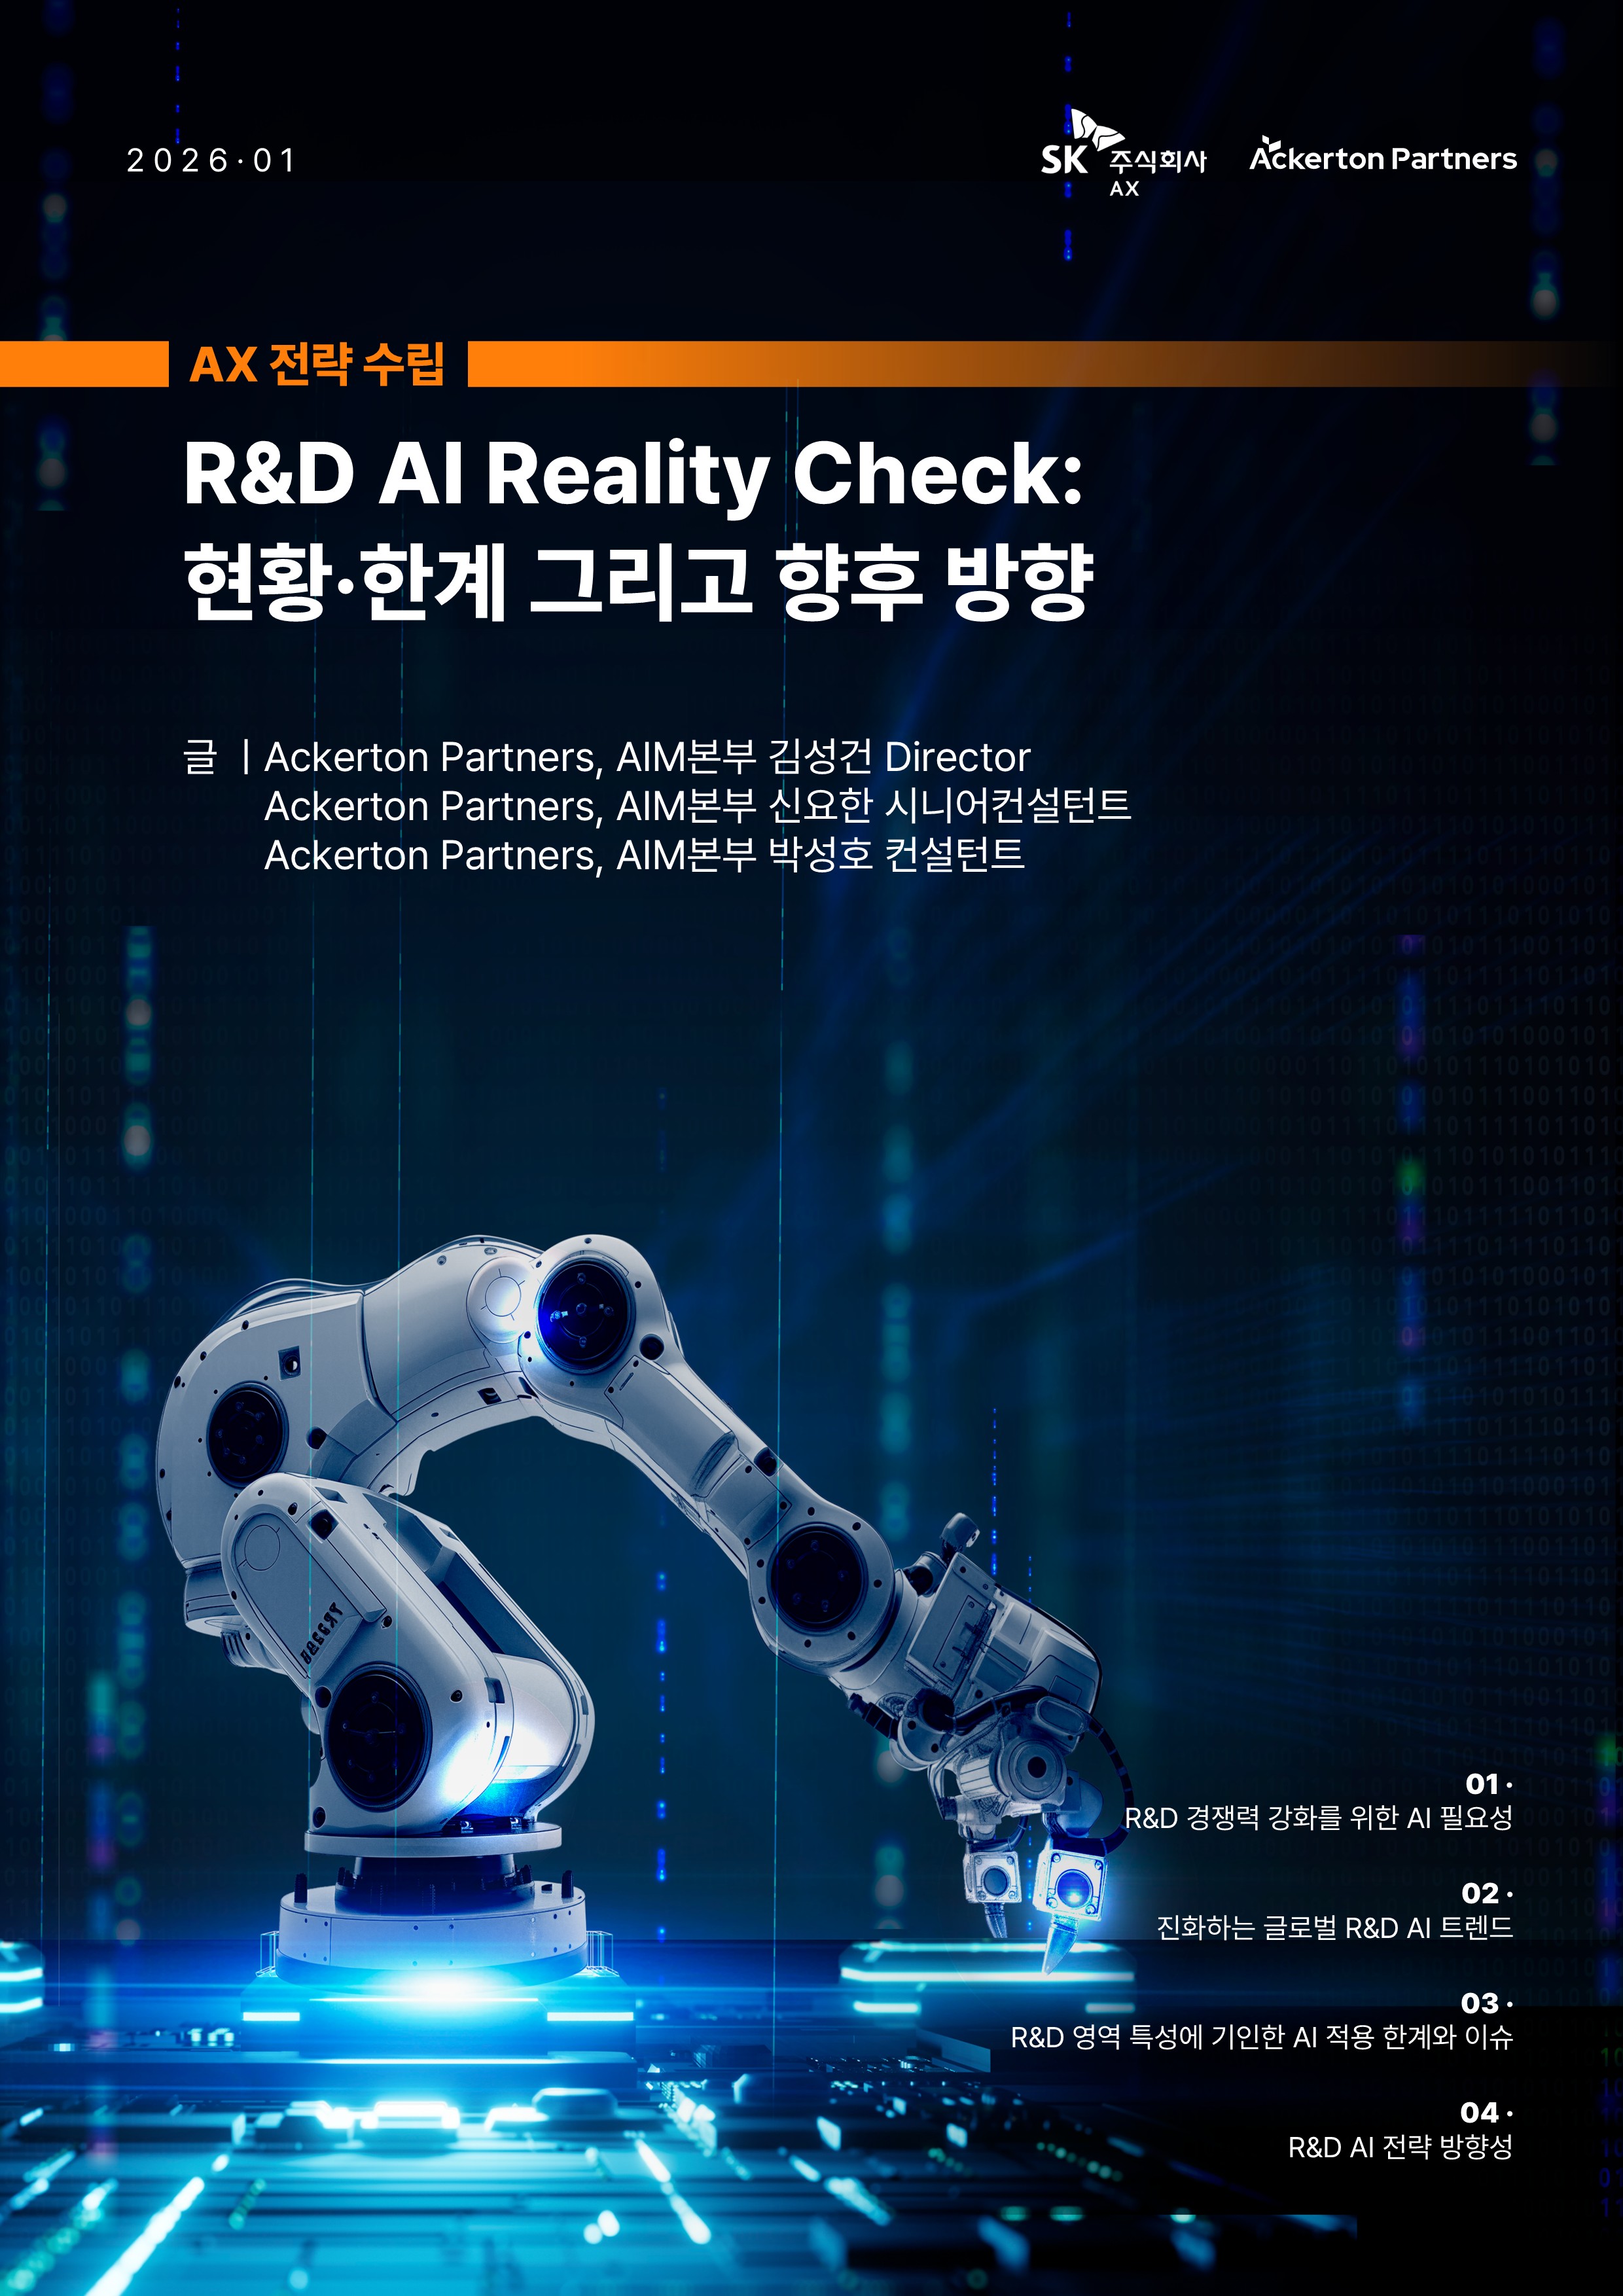 2026·01
SK 주식회사
AX
Ackerton Partners
AX 전략 수립
R&D AI Reality Check:
현황·한계 그리고 향후 방향
글 | Ackerton Partners, AIM본부 김성건 Director
Ackerton Partners, AIM본부 신요한 시니어컨설턴트
Ackerton Partners, AIM본부 박성호 컨설턴트
01 ·
R&D 경쟁력 강화를 위한 AI 필요성
02 ·
진화하는 글로벌 R&D AI 트렌드
03 ·
R&D 영역 특성에 기인한 AI 적용 한계와 이슈
04 ·
R&D AI 전략 방향성